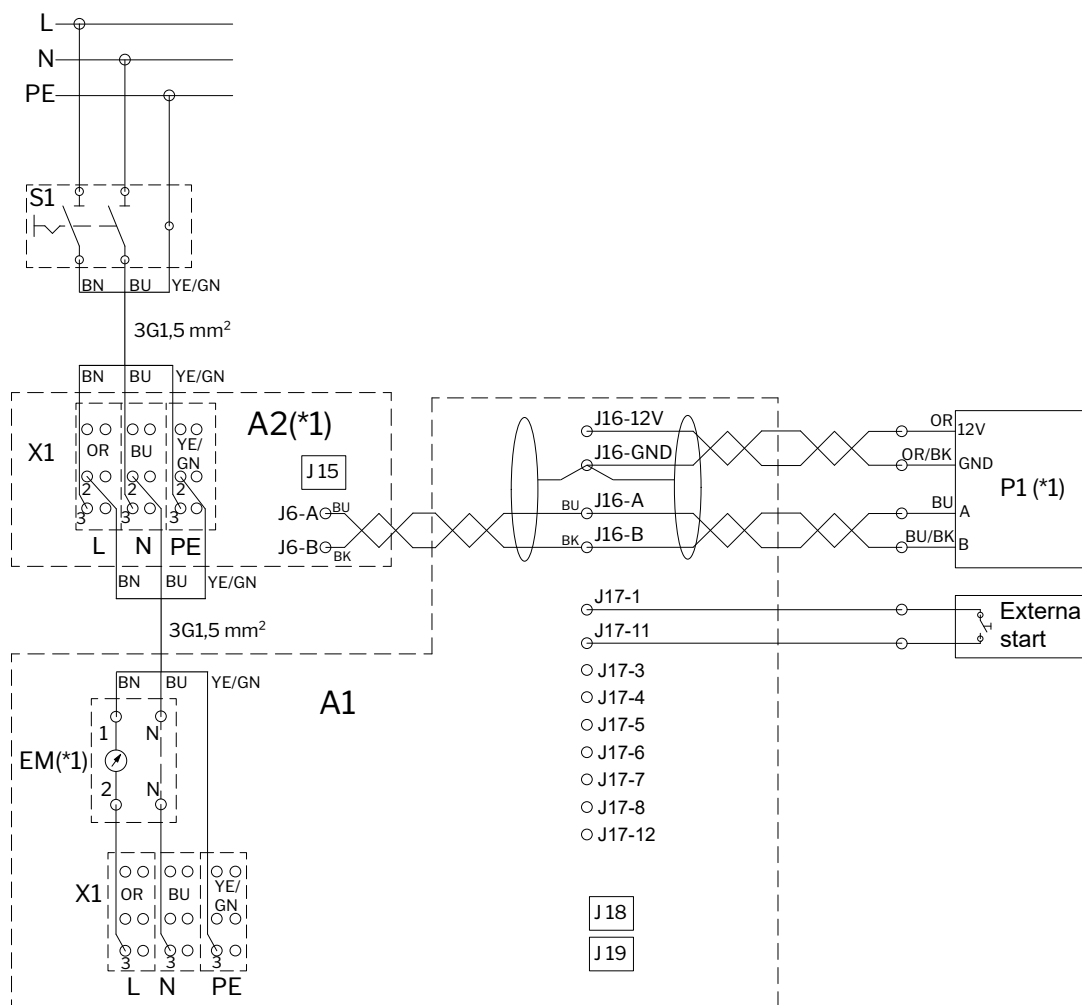 L
N
PE
S1
BN BU YE/GN
3G1,5 mm²
BN BU YE/GN
X1
OR BU YE/
GN
2 2 2
3 3 3
L N PE
A2(*1)
J15
J6-A BU
J6-B BK
BN BU YE/GN
3G1,5 mm²
J16-12V
J16-GND
BU J16-A
BK J16-B
OR 12V
OR/BK GND
BU A
BU/BK B
P1 (*1)
J17-1
J17-11
Externa
start
J17-3
J17-4
J17-5
J17-6
J17-7
J17-8
J17-12
A1
BN BU YE/GN
1 N
EM(*1)
2 N
X1
OR BU YE/
GN
3 3 3
L N PE
J18
J19